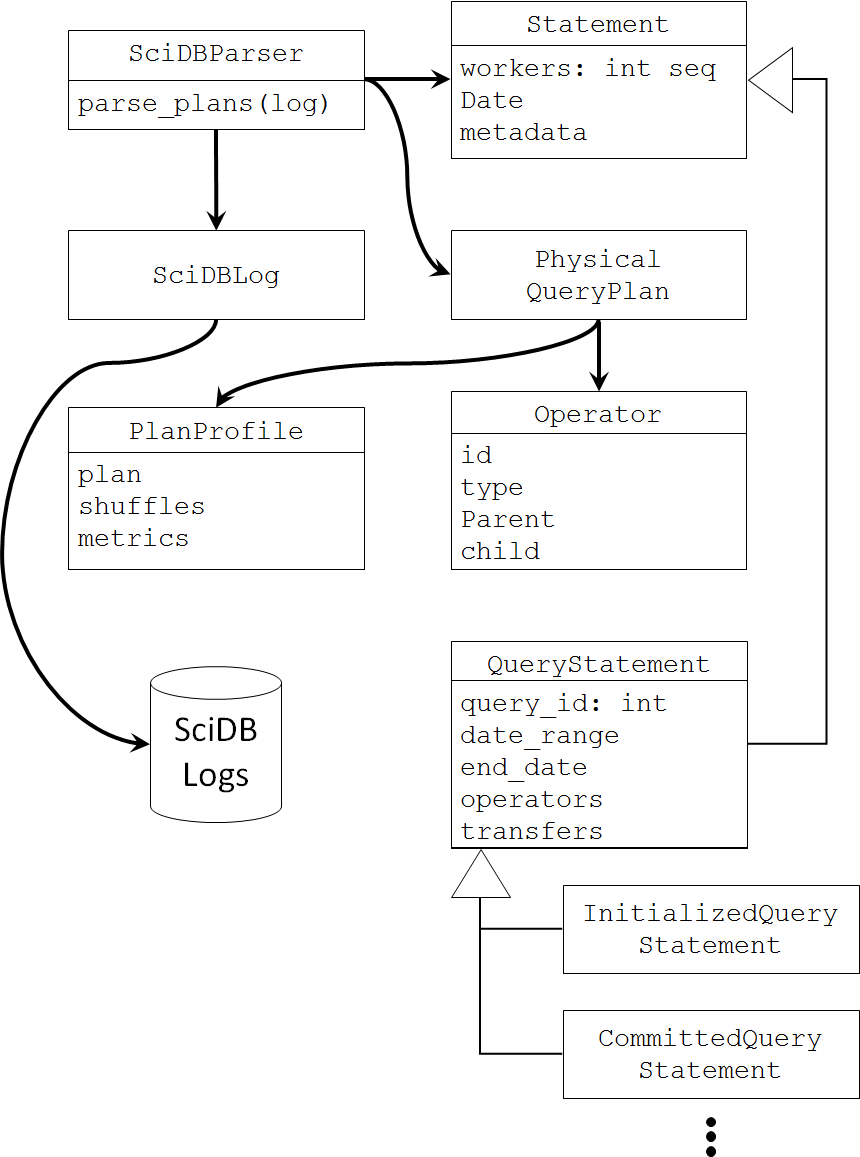 SciDBParser
parse_plans(log)
Statement
workers: int seq
Date
metadata
SciDBLog
Physical
QueryPlan
PlanProfile
plan
shuffles
metrics
Operator
id
type
Parent
child
SciDB
Logs
QueryStatement
query_id: int
date_range
end_date
operators
transfers
InitializedQuery
Statement
CommittedQuery
Statement